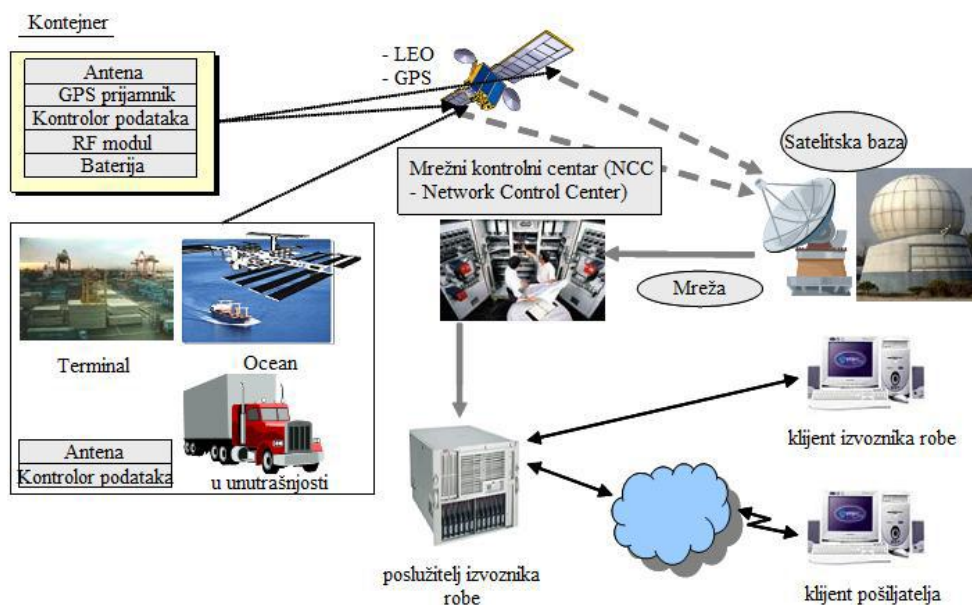 Kontejner
Antena
GPS prijamnik
Kontrolor podataka
RF modul
Baterija
- LEO
- GPS
Satelitska baza
Mrežni kontrolni centar (NCC
- Network Control Center)
Mreža
Terminal
Ocean
Antena
Kontrolor podataka
u unutrašnjosti
klijent izvoznika robe
poslužitelj izvoznika
robe
klijent pošiljatelja